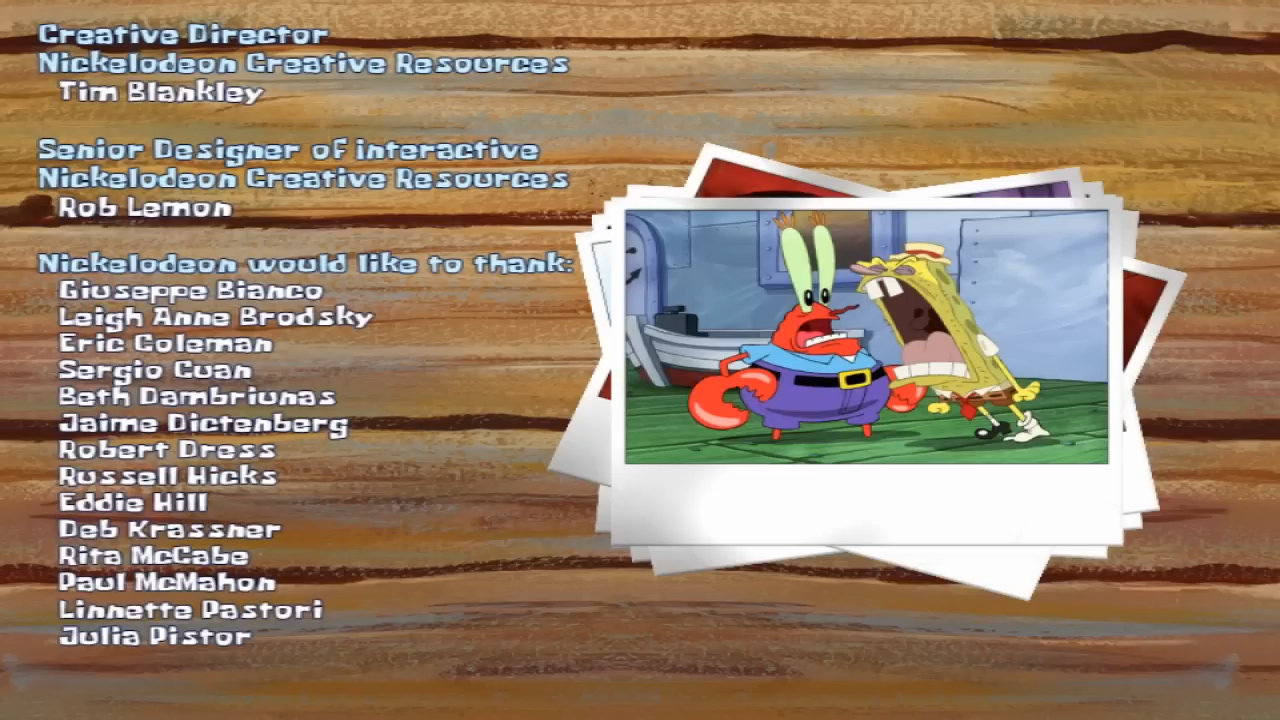 Creative Director
Nickelodeon Creative Resources
Tim Blankley
Senior Designer of interactive
Nickelodeon Creative Resources
Rob Lemon
Nickelodeon would like to thank:
Giuseppe Bianco
Leigh Anne Brodsky
Eric Coleman
Sergio Cuan
Beth Dambriunas
Jaime Dictenberg
Robert Dress
Russell Hicks
Eddie Hill
Deb Krassner
Rita McCabe
Paul McMahon
Linnette Pastori
Julia Pistor